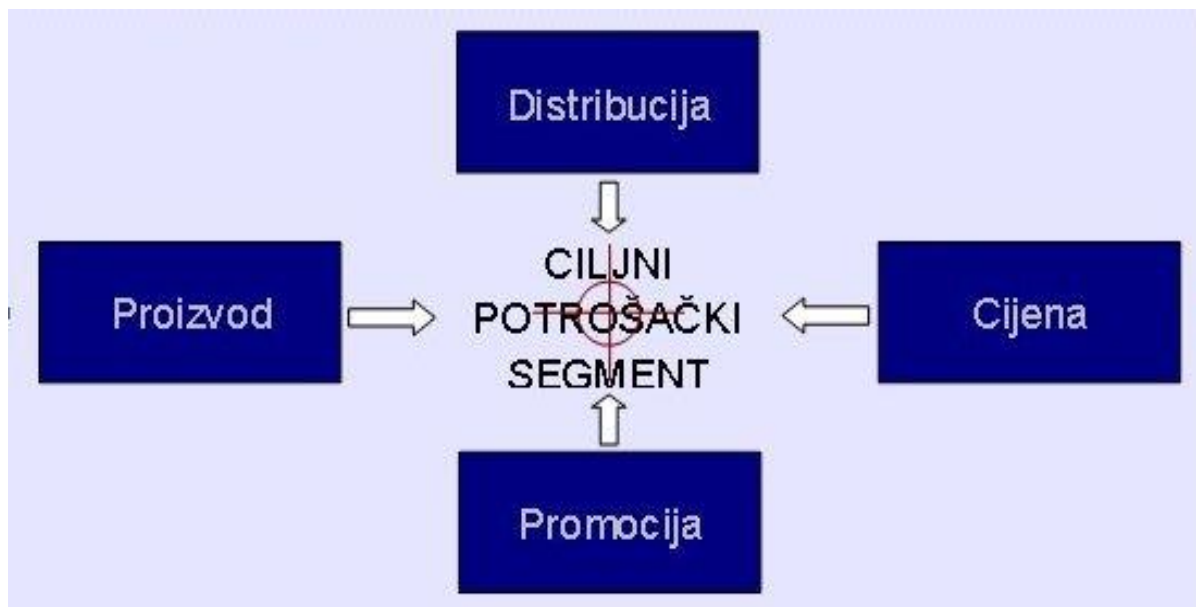 Distribucija
Proizvod
CILJNI
POTROŠAČKI
SEGMENT
Cijena
Promocija